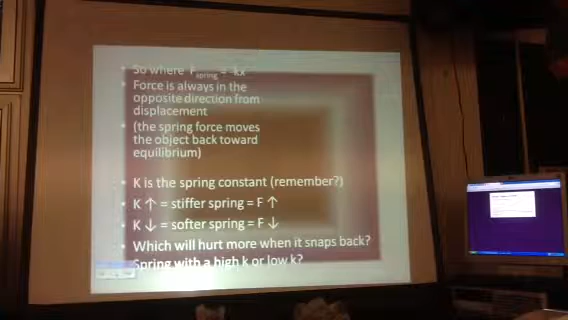 • So where F spring = -kx
• Force is always in the
opposite direction from
displacement
• (the spring force moves
the object back toward
equilibrium)
• K is the spring constant (remember?)
• K ↑ = stiffer spring = F ↑
• K ↓ = softer spring = F ↓
• Which will hurt more when it snaps back?
Spring with a high k or low k?